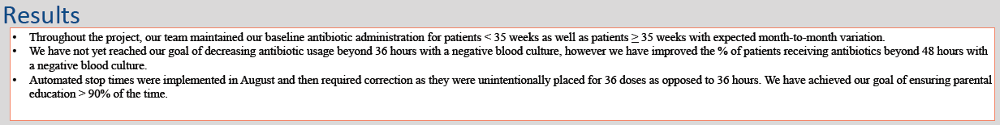 Results
• Throughout the project, our team maintained our baseline antibiotic administration for patients < 35 weeks as well as patients ≥ 35 weeks with expected month-to-month variation.
• We have not yet reached our goal of decreasing antibiotic usage beyond 36 hours with a negative blood culture, however we have improved the % of patients receiving antibiotics beyond 48 hours with
a negative blood culture.
• Automated stop times were implemented in August and then required correction as they were unintentionally placed for 36 doses as opposed to 36 hours. We have achieved our goal of ensuring parental
education > 90% of the time.